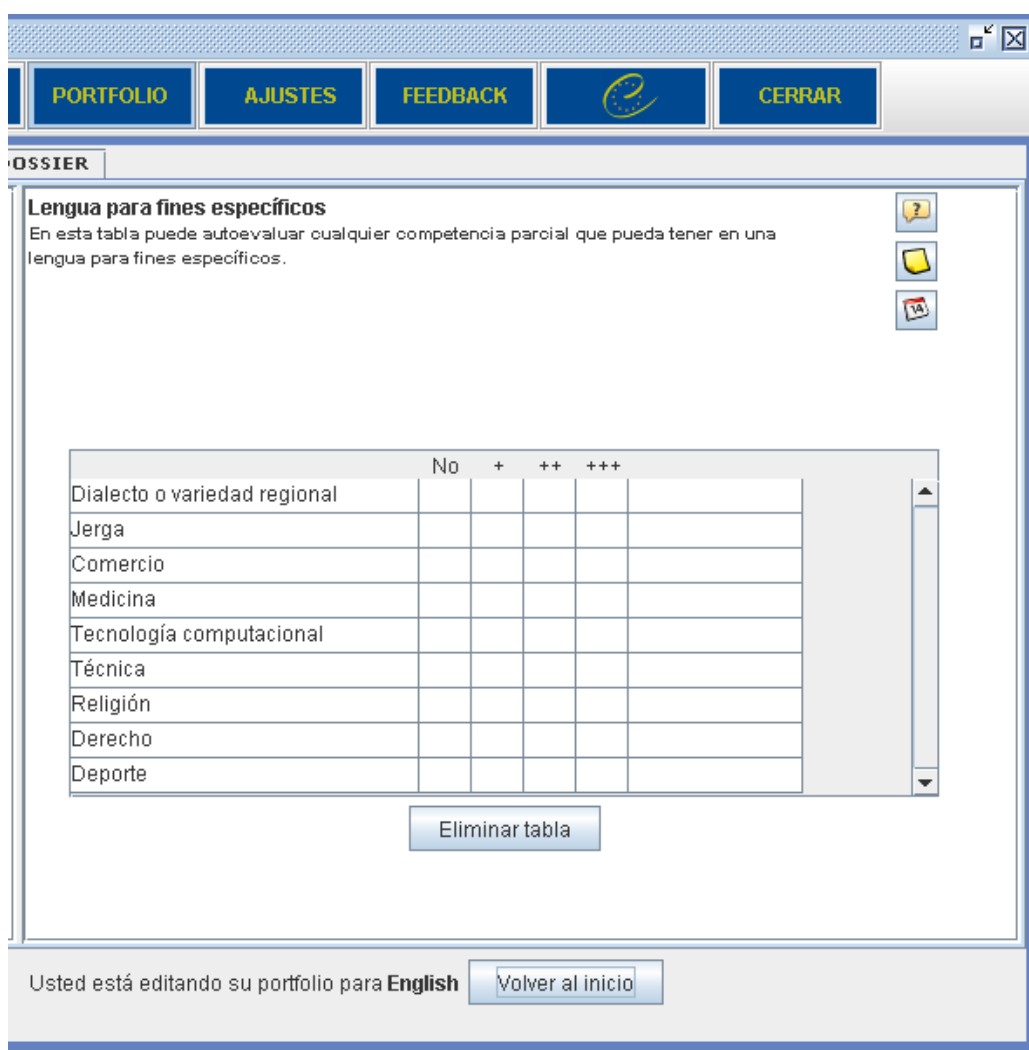 PORTFOLIO AJUSTES FEEDBACK CERRAR
DOSSIER
Lengua para fines específicos
En esta tabla puede autoevaluar cualquier competencia parcial que pueda tener en una
lengua para fines específicos.
14
No + ++ +++
Dialecto o variedad regional
Jerga
Comercio
Medicina
Tecnología computacional
Técnica
Religión
Derecho
Deporte
Eliminar tabla
Usted está editando su portfolio para English Volver al inicio